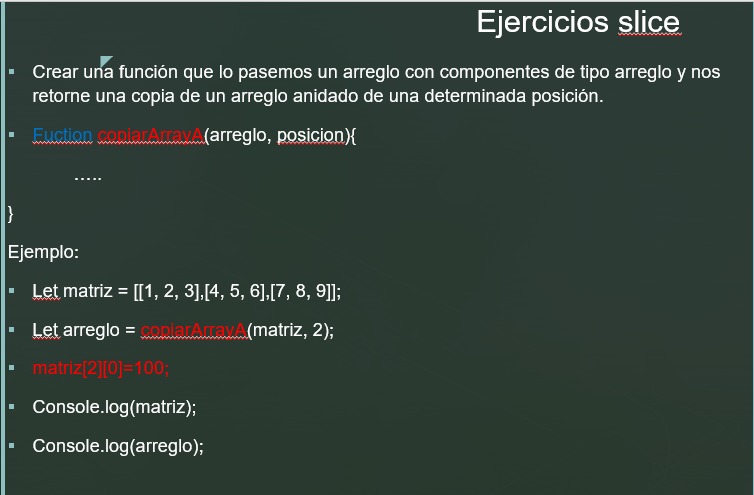 Ejercicios slice
Crear una función que lo pasemos un arreglo con componentes de tipo arreglo y nos
retorne una copia de un arreglo anidado de una determinada posición.
Fuction copiarArrayA(arreglo, posicion){
.....
}
Ejemplo:
Let matriz = [[1, 2, 3],[4, 5, 6],[7, 8, 9]];
Let arreglo = copiarArrayA(matriz, 2);
matriz[2][0]=100;
Console.log(matriz);
Console.log(arreglo);